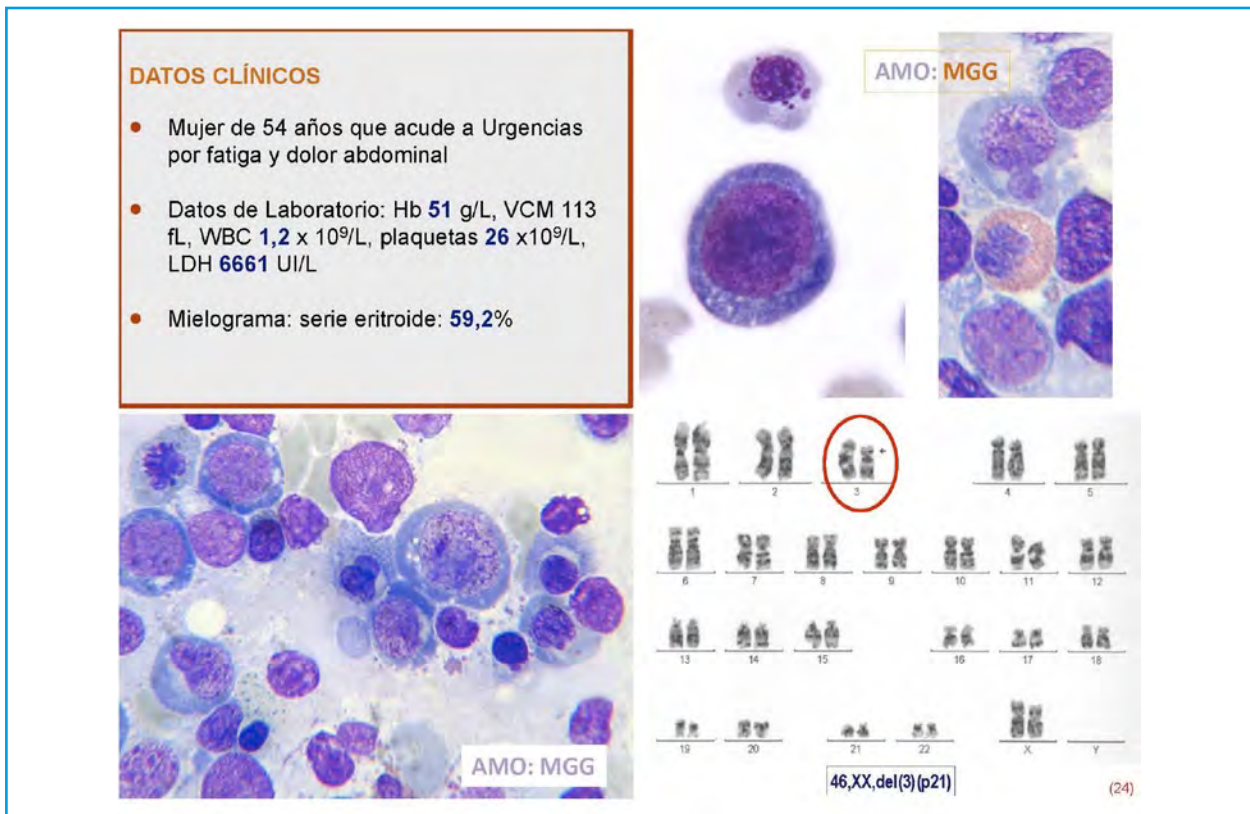 DATOS CLÍNICOS
• Mujer de 54 años que acude a Urgencias
por fatiga y dolor abdominal
• Datos de Laboratorio: Hb 51 g/L, VCM 113
fL, WBC 1,2 x 10⁹/L, plaquetas 26 x10⁹/L,
LDH 6661 UI/L
• Mielograma: serie eritroide: 59,2%
AMO: MGG
AMO: MGG
1 2 3 4 5
6 7 8 9 10 11 12
13 14 15 16 17 18
19 20 21 22 X Y
46,XX,del(3)(p21)
(24)